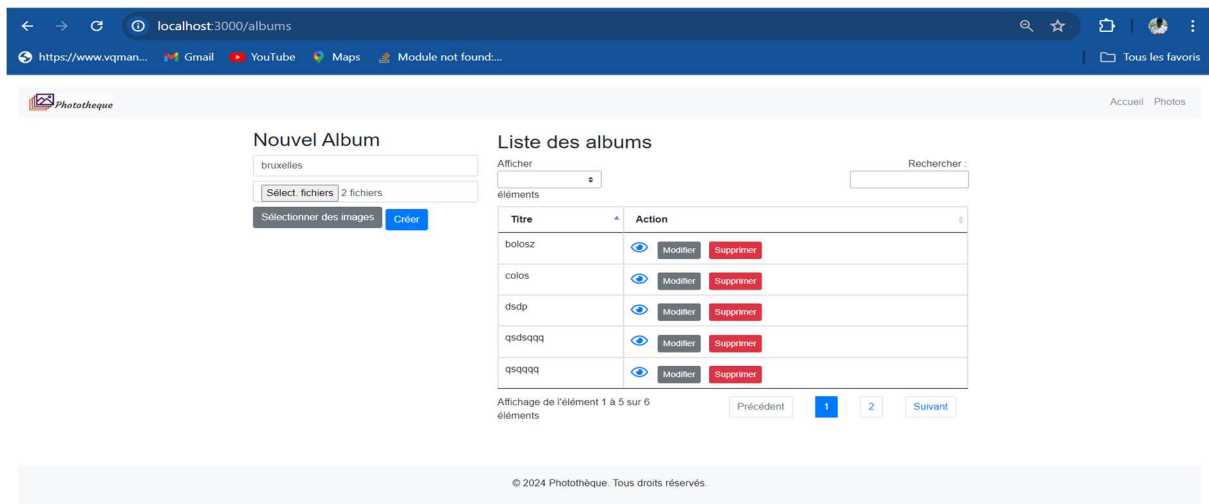 localhost:3000/albums
https://www.vqman... Gmail YouTube Maps Module not found:... Tous les favoris
Phototheque Accueil Photos
Nouvel Album
bruxelles
Sélect. fichiers 2 fichiers
Sélectionner des images Créer
Liste des albums
Afficher
éléments
Rechercher :
Titre Action
bolosz Modifier Supprimer
colos Modifier Supprimer
dsdp Modifier Supprimer
qsdsqqq Modifier Supprimer
qsqqqq Modifier Supprimer
Affichage de l'élément 1 à 5 sur 6
éléments
Précédent 1 2 Suivant
© 2024 Photothèque. Tous droits réservés.